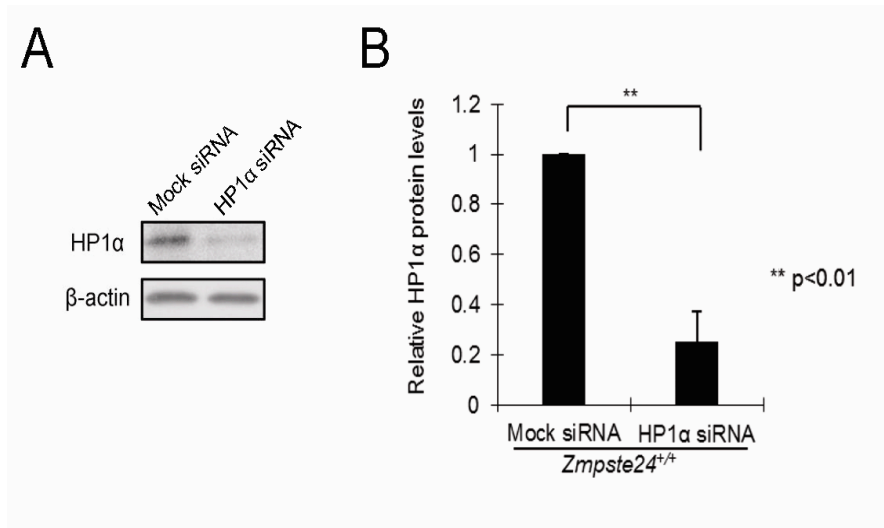 A
Mock siRNA
HP1α siRNA
HP1α
β-actin
B
Relative HP1α protein levels
1.2
1
0.8
0.6
0.4
0.2
0
**
** p<0.01
Mock siRNA HP1α siRNA
Zmpste24+/+